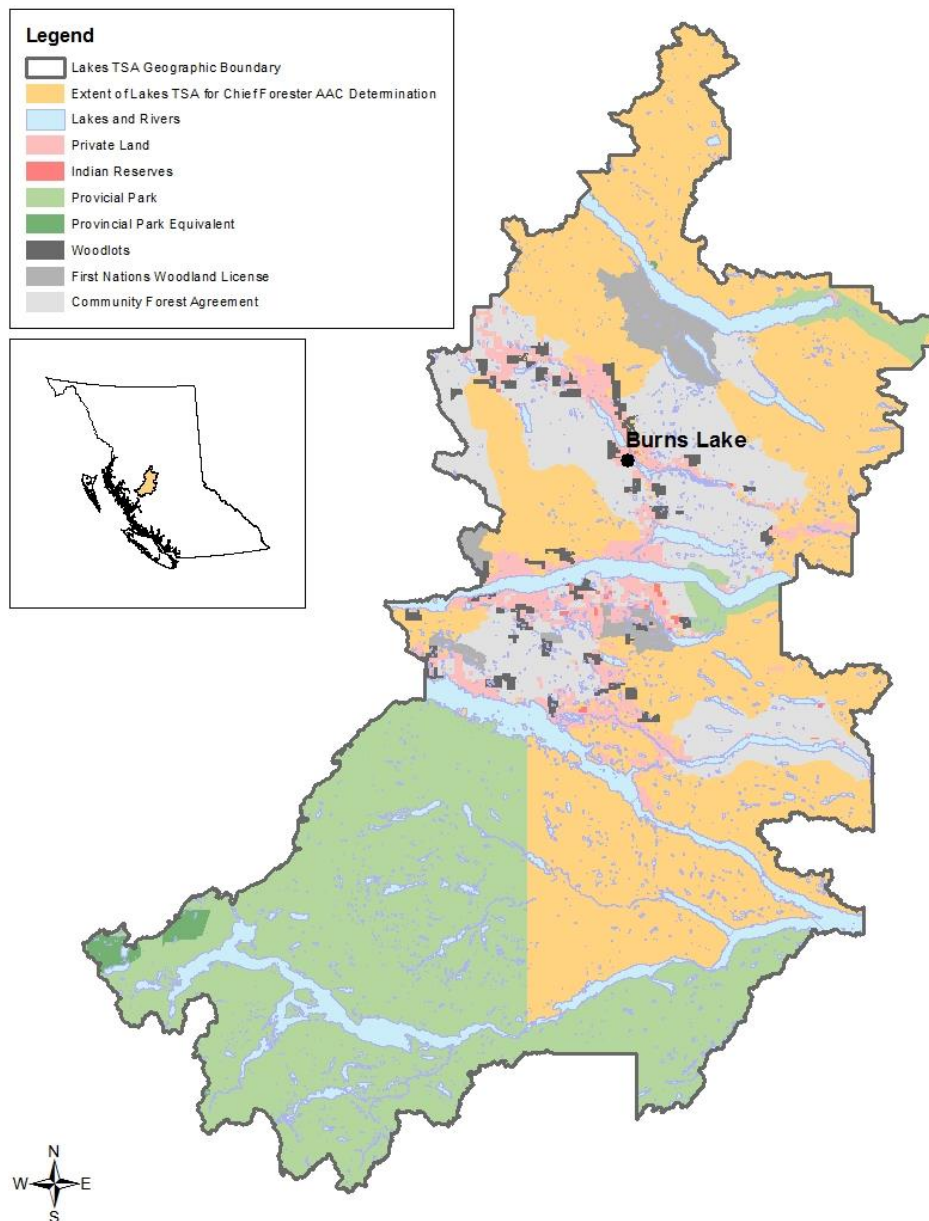 Legend
Lakes TSA Geographic Boundary
Extent of Lakes TSA for Chief Forester AAC Determination
Lakes and Rivers
Private Land
Indian Reserves
Provicial Park
Provincial Park Equivalent
Woodlots
First Nations Woodland License
Community Forest Agreement
Burns Lake
N
W E
S